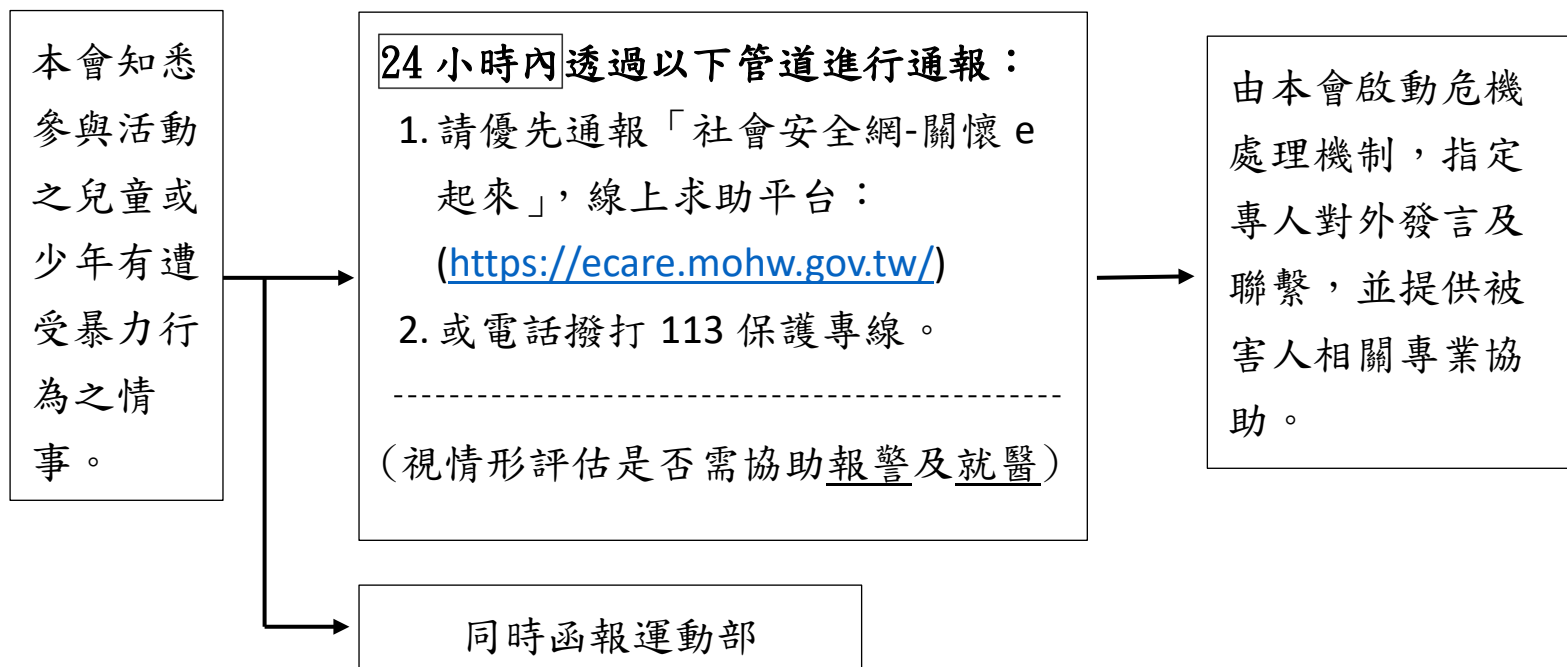 本會知悉
參與活動
之兒童或
少年有遭
受暴力行
為之情
事。
24 小時內透過以下管道進行通報：
1. 請優先通報「社會安全網-關懷 e
起來」，線上求助平台：
(https://ecare.mohw.gov.tw/)
2. 或電話撥打 113 保護專線。
（視情形評估是否需協助報警及就醫）
由本會啟動危機
處理機制，指定
專人對外發言及
聯繫，並提供被
害人相關專業協
助。
同時函報運動部